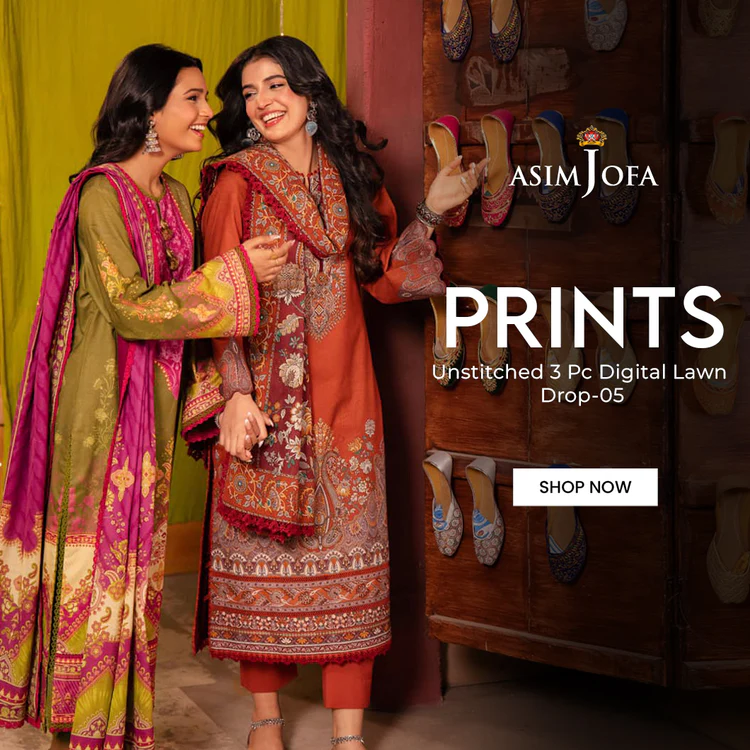 ASIM JOFA
PRINTS
Unstitched 3 Pc Digital Lawn
Drop-05
SHOP NOW